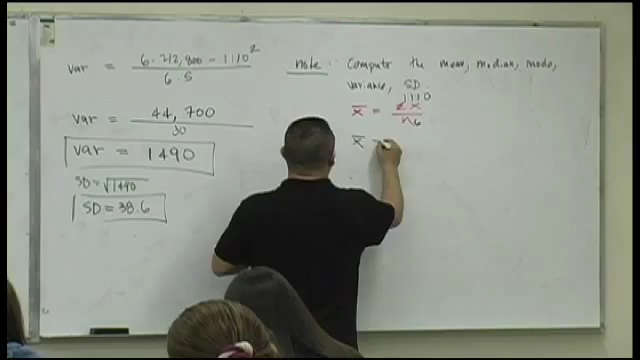 var = 6·212,800 - 1110²
6.5
var = 44,700
30
var = 1490
SD = √1490
SD = 38.6
note: Compute the mean, median, mode,
variance, SD.
1110
x̄ = Σx
n 6
x̄ =